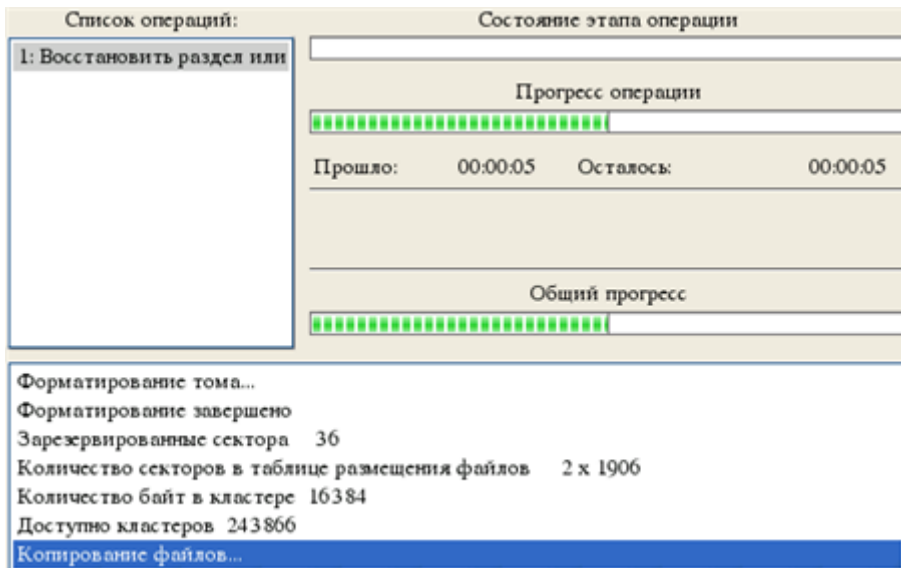 Список операций:
1: Восстановить раздел или
Состояние этапа операции
Прогресс операции
Прошло: 00:00:05 Осталось: 00:00:05
Общий прогресс
Форматирование тома...
Форматирование завершено
Зарезервированные сектора 36
Количество секторов в таблице размещения файлов 2 x 1906
Количество байт в кластере 16384
Доступно кластеров 243866
Копирование файлов...